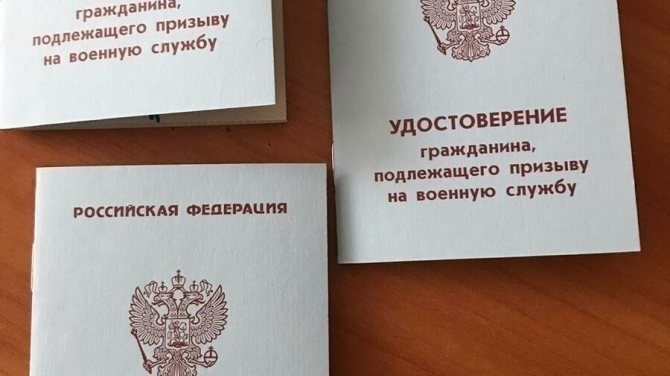 гражданина,
подлежащего призыву
на военную службу
УДОСТОВЕРЕНИЕ
гражданина,
подлежащего призыву
на военную службу
РОССИЙСКАЯ ФЕДЕРАЦИЯ